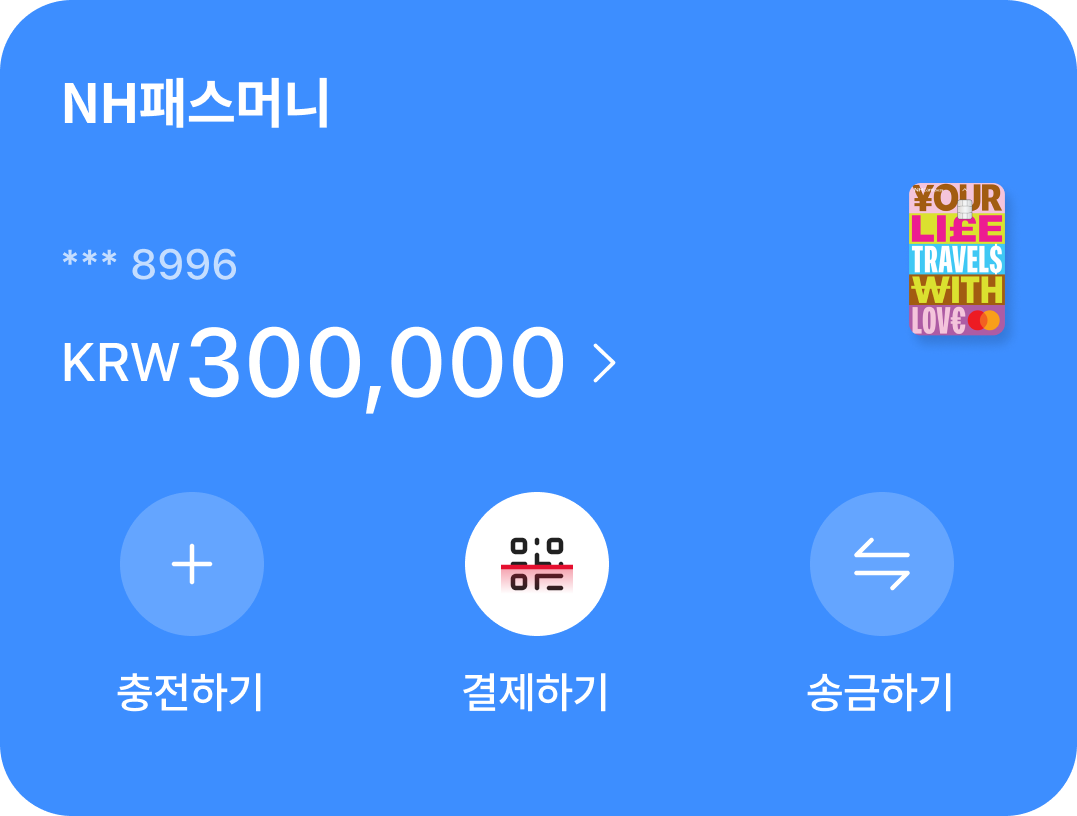 NH패스머니
*** 8996
KRW 300,000
¥OUR
LI££
TRAVEL$
₩ITH
LOV€
충전하기
결제하기
송금하기